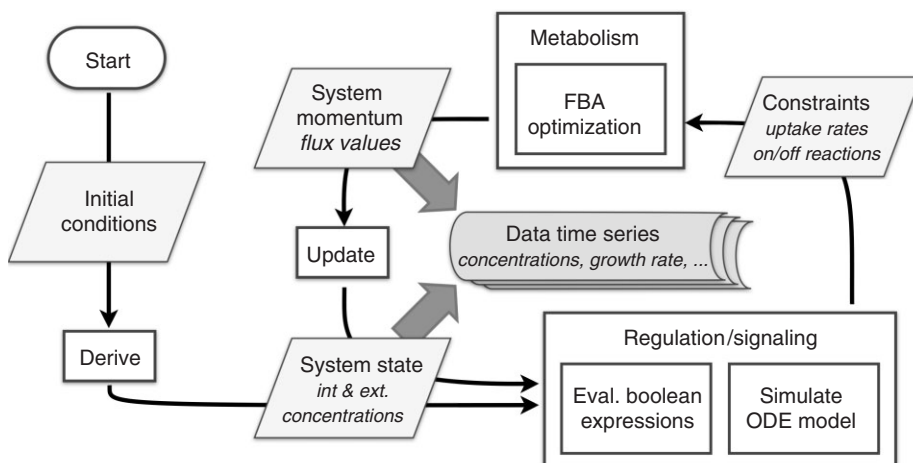 Start
Initial
conditions
Derive
System
momentum
flux values
Update
System state
int & ext.
concentrations
Metabolism
FBA
optimization
Constraints
uptake rates
on/off reactions
Data time series
concentrations, growth rate, ...
Regulation/signaling
Eval. boolean
expressions
Simulate
ODE model